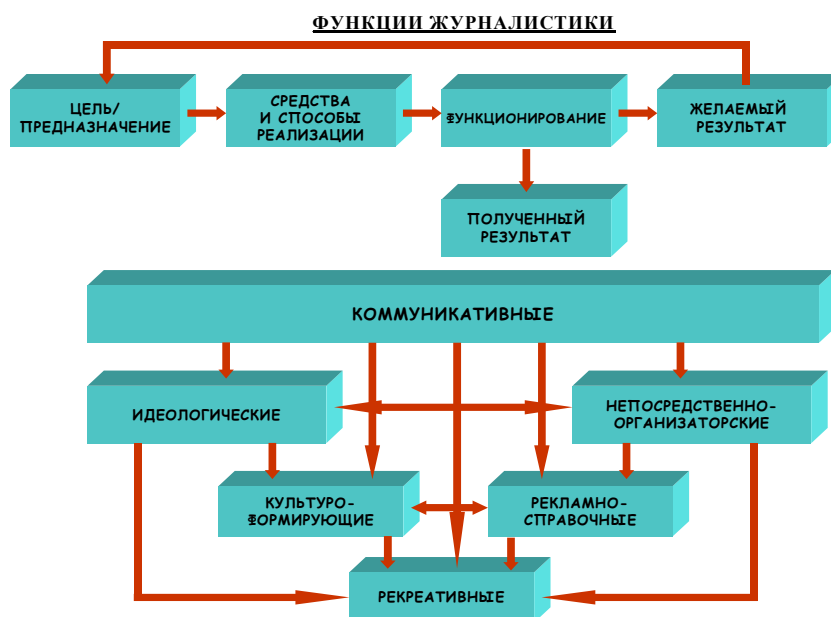 ФУНКЦИИ ЖУРНАЛИСТИКИ
ЦЕЛЬ/
ПРЕДНАЗНАЧЕНИЕ
СРЕДСТВА
И СПОСОБЫ
РЕАЛИЗАЦИИ
ФУНКЦИОНИРОВАНИЕ
ЖЕЛАЕМЫЙ
РЕЗУЛЬТАТ
ПОЛУЧЕННЫЙ
РЕЗУЛЬТАТ
КОММУНИКАТИВНЫЕ
ИДЕОЛОГИЧЕСКИЕ
НЕПОСРЕДСТВЕННО-
ОРГАНИЗАТОРСКИЕ
КУЛЬТУРО-
ФОРМИРУЮЩИЕ
РЕКЛАМНО-
СПРАВОЧНЫЕ
РЕКРЕАТИВНЫЕ